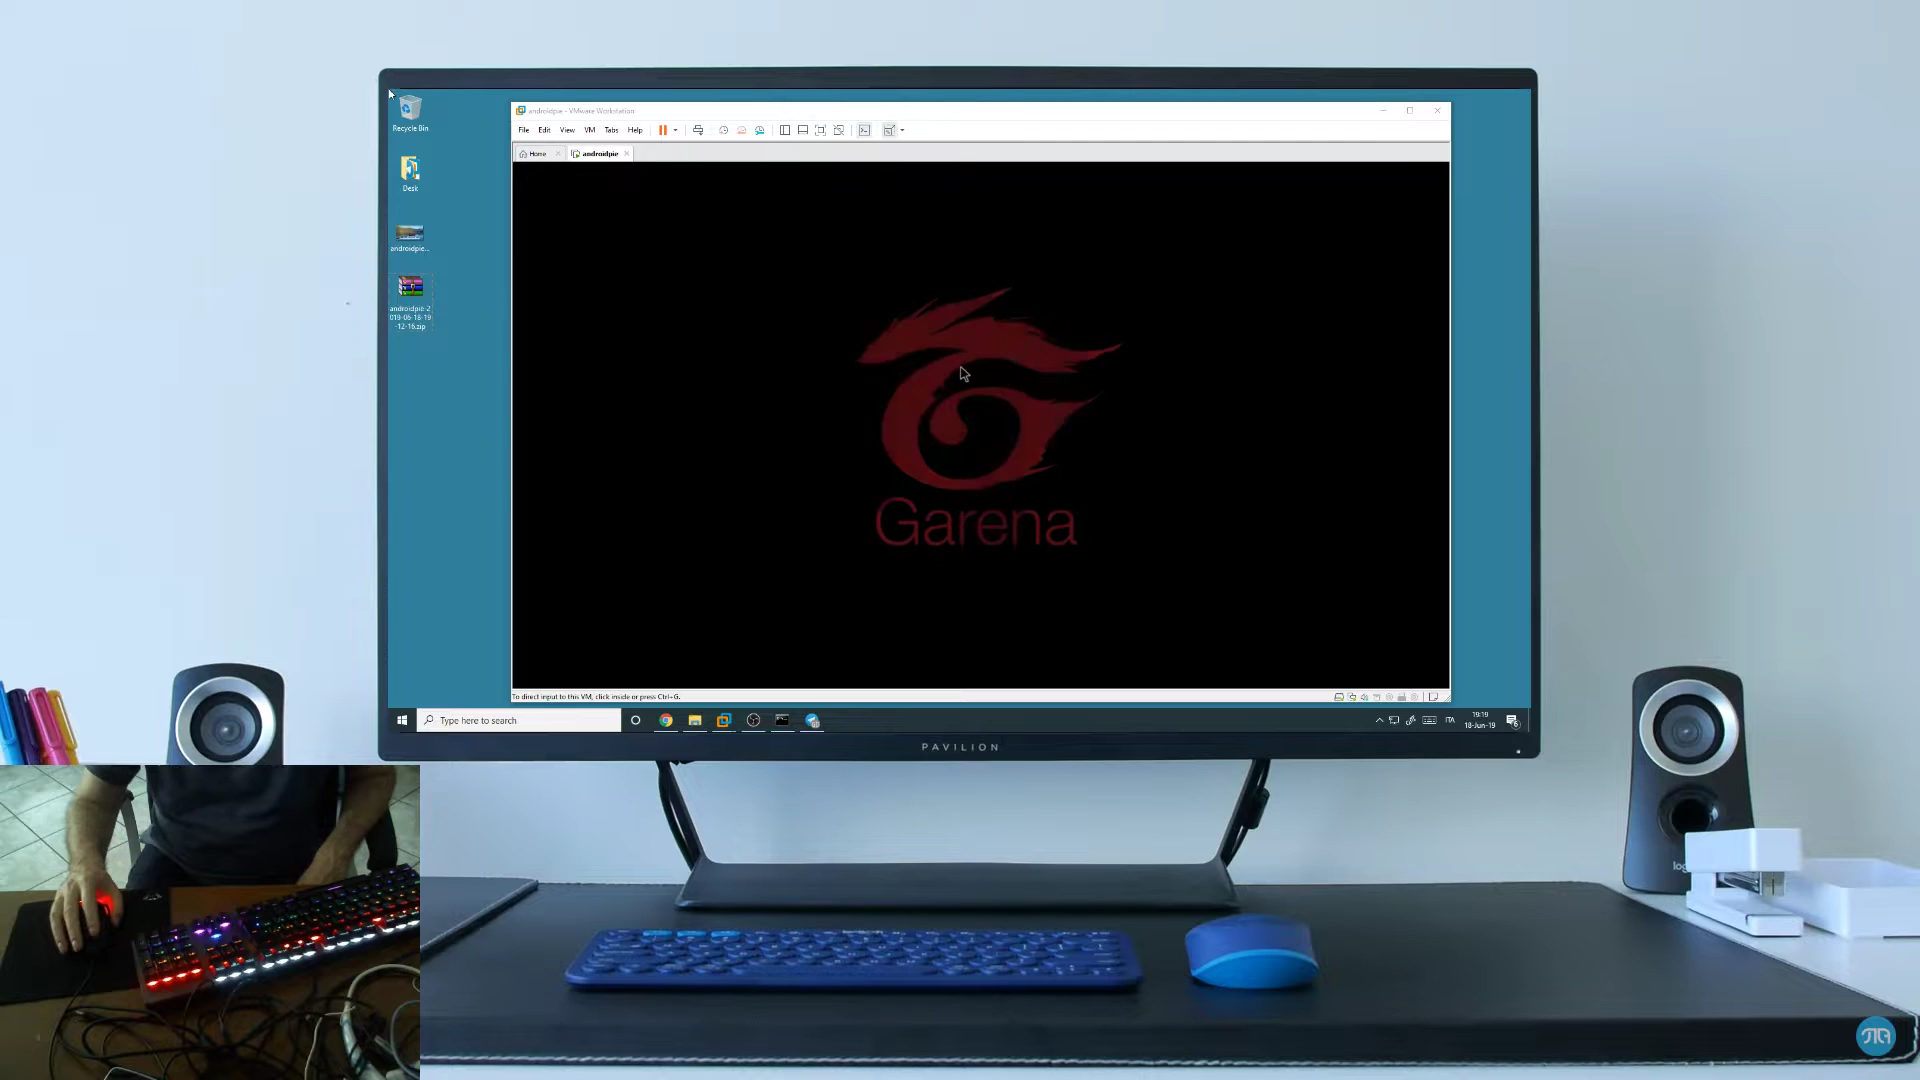 Recycle Bin
Desk
androidpie...
androidpie-2
019-06-18-19
-12-16.zip
androidpie - VMware Workstation
File Edit View VM Tabs Help
Home
androidpie
Garena
To direct input to this VM, click inside or press Ctrl+G.
Type here to search
ITA
19:19
18-Jun-19
PAVILION